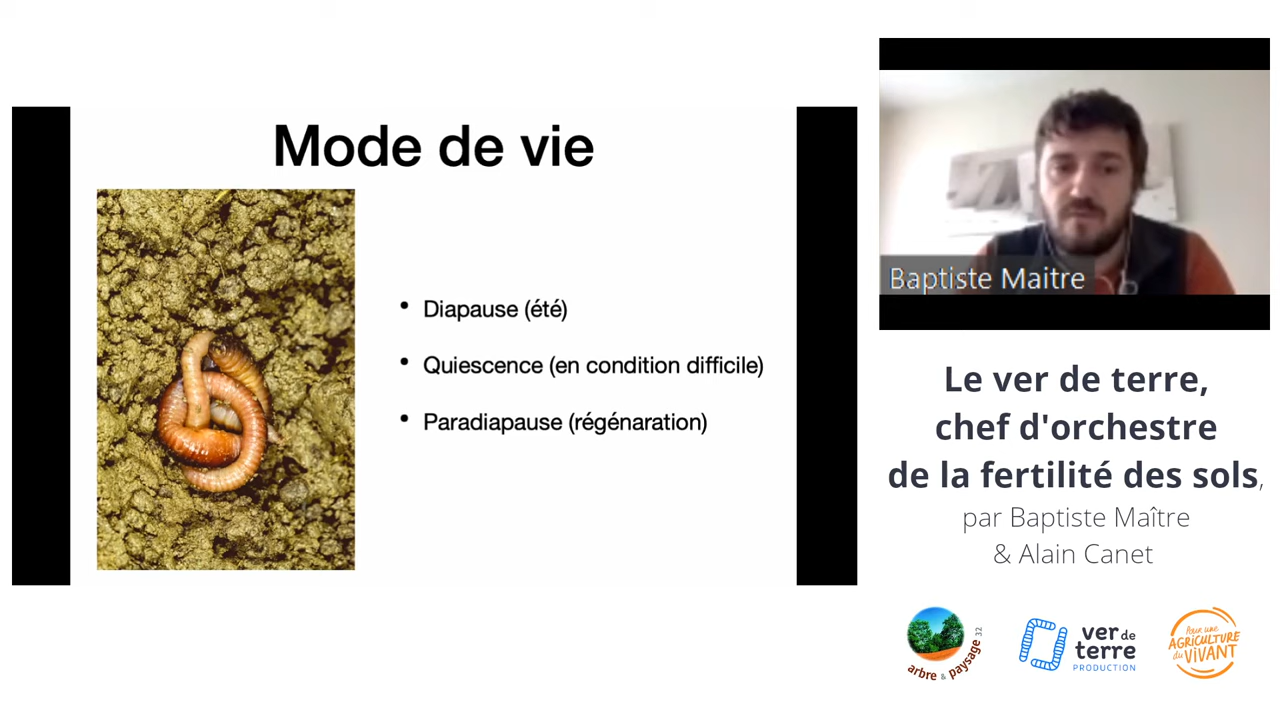 Mode de vie
• Diapause (été)
• Quiescence (en condition difficile)
• Paradiapause (régénaration)
Baptiste Maitre
Le ver de terre,
chef d'orchestre
de la fertilité des sols,
par Baptiste Maître
& Alain Canet
arbre & paysage 32
ver de
terre
PRODUCTION
Pour une
AGRICULTURE
du VIVANT